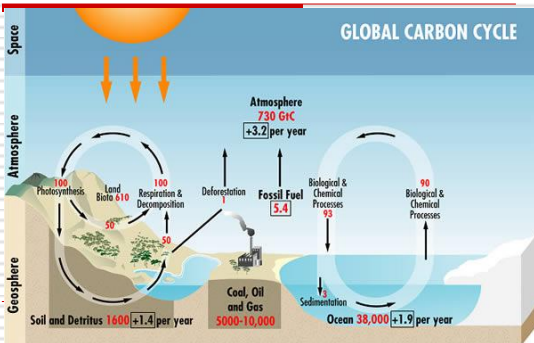 GLOBAL CARBON CYCLE
Space
Atmosphere
Geosphere
Atmosphere
730 GtC
+3.2 per year
100
Photosynthesis
Land
Biota 610
50
100
Respiration &
Decomposition
50
Deforestation
1
Fossil Fuel
5.4
Biological &
Chemical
Processes
93
90
Biological &
Chemical
Processes
3
Sedimentation
Coal, Oil
and Gas
5000-10,000
Soil and Detritus 1600 +1.4 per year
Ocean 38,000 +1.9 per year